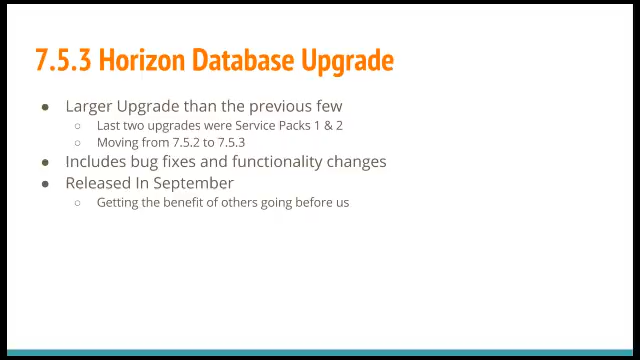 7.5.3 Horizon Database Upgrade
● Larger Upgrade than the previous few
○ Last two upgrades were Service Packs 1 & 2
○ Moving from 7.5.2 to 7.5.3
● Includes bug fixes and functionality changes
● Released In September
○ Getting the benefit of others going before us